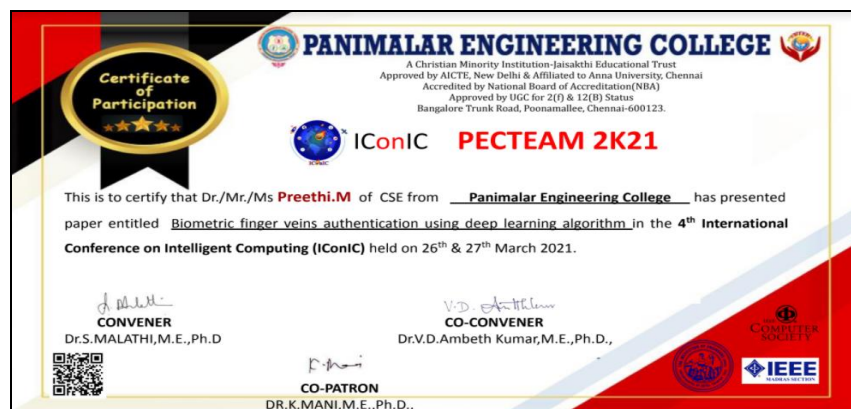 PANIMALAR ENGINEERING COLLEGE
A Christian Minority Institution-Jaisakthi Educational Trust
Approved by AICTE, New Delhi & Affiliated to Anna University, Chennai
Accredited by National Board of Accreditation(NBA)
Approved by UGC for 2(f) & 12(B) Status
Bangalore Trunk Road, Poonamallee, Chennai-600123.
Certificate
of
Participation
IConIC
IConIC PECTEAM 2K21
This is to certify that Dr./Mr./Ms Preethi.M of CSE from Panimalar Engineering College has presented
paper entitled Biometric finger veins authentication using deep learning algorithm in the 4th International
Conference on Intelligent Computing (IConIC) held on 26th & 27th March 2021.
CONVENER
Dr.S.MALATHI,M.E.,Ph.D
V.D.
CO-CONVENER
Dr.V.D.Ambeth Kumar,M.E.,Ph.D.,
K. Mani
CO-PATRON
DR.K.MANI,M.E.,Ph.D.,
COMPUTER
SOCIETY
IEEE
MADRAS SECTION